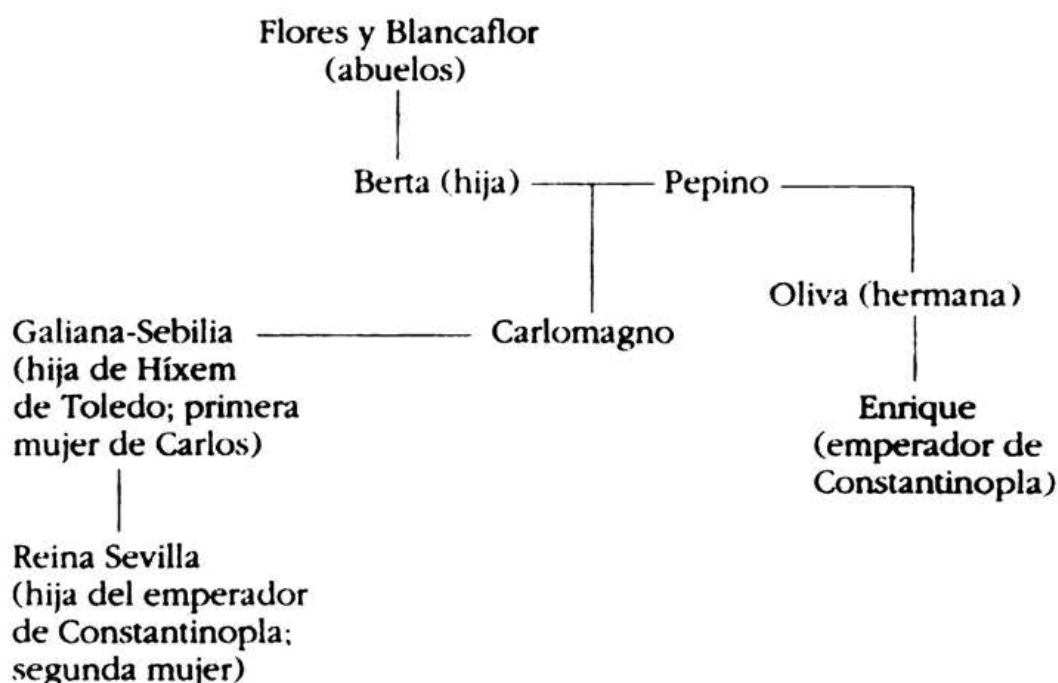 Flores y Blancaflor
(abuelos)
Berta (hija)
Pepino
Oliva (hermana)
Galiana-Sebilia
(hija de Híxem
de Toledo; primera
mujer de Carlos)
Carlomagno
Enrique
(emperador de
Constantinopla)
Reina Sevilla
(hija del emperador
de Constantinopla;
segunda mujer)